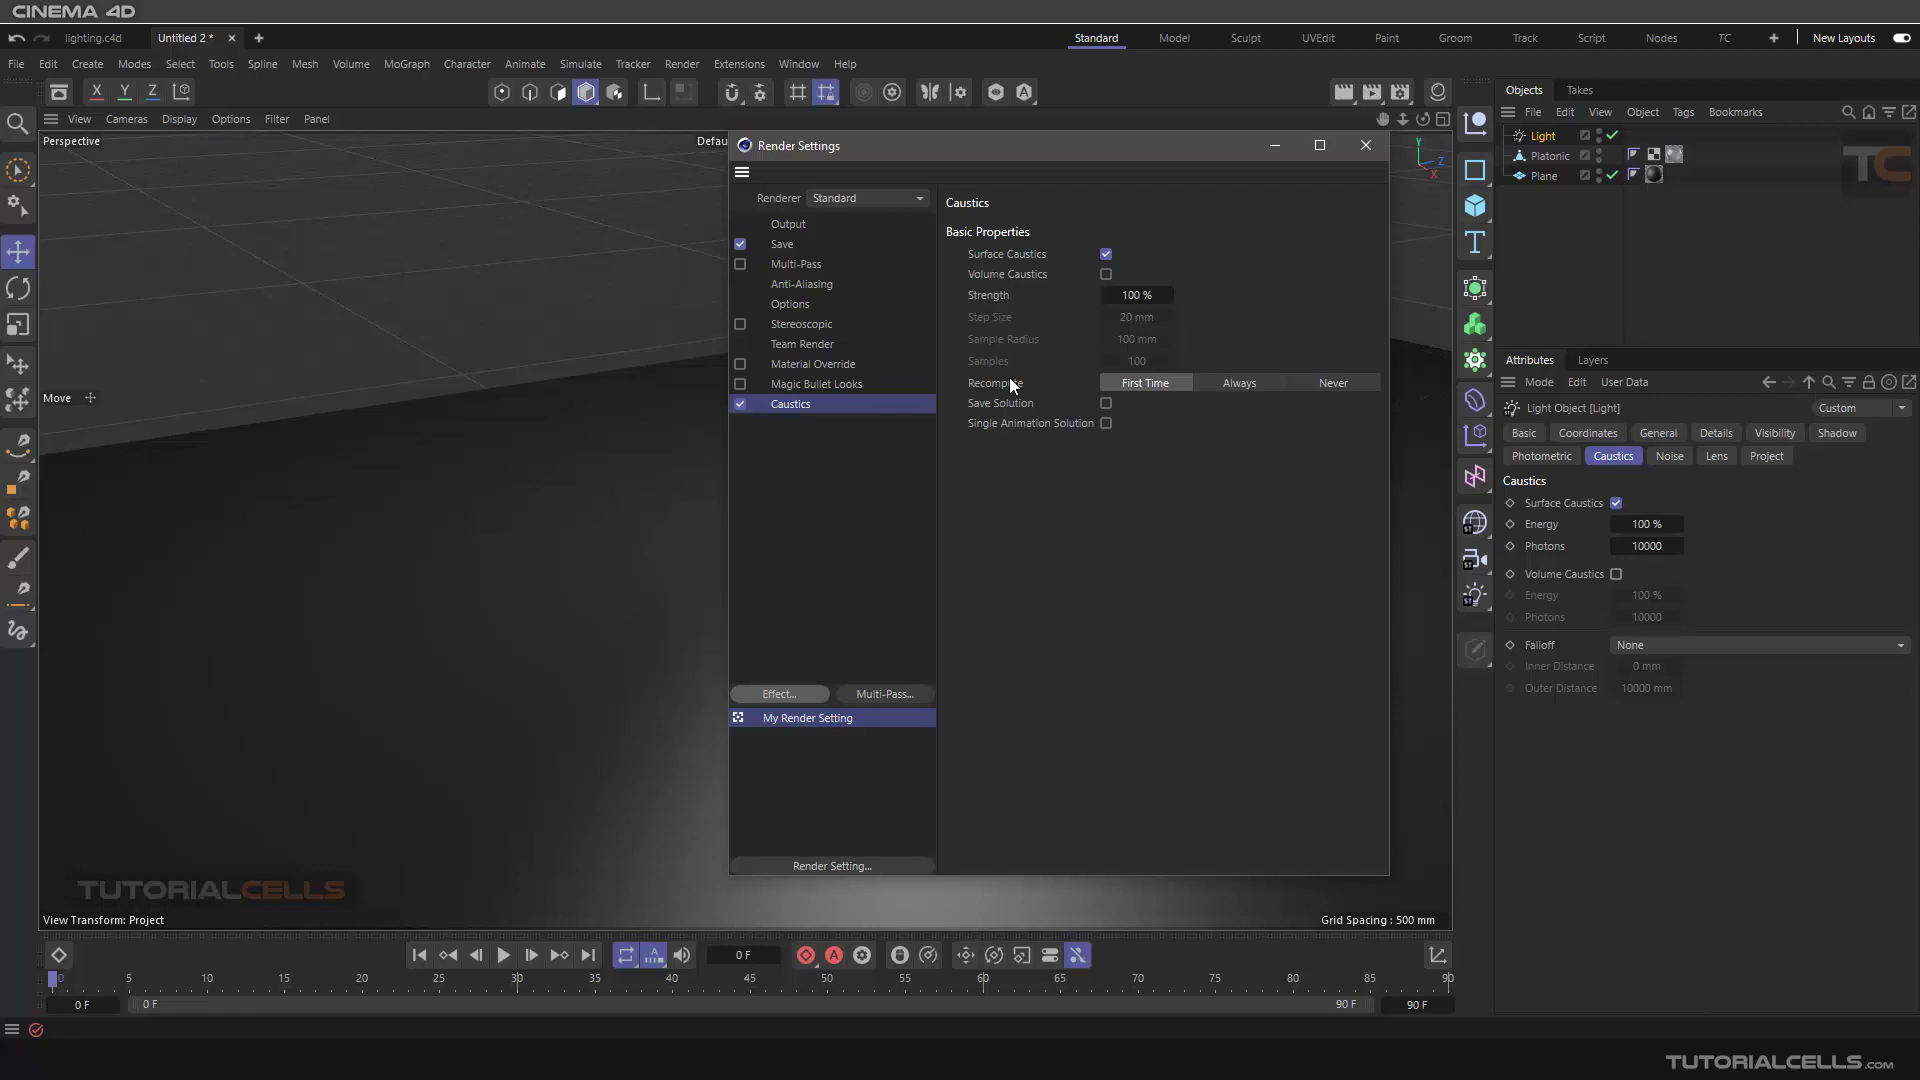 CINEMA 4D
lighting.c4d
Untitled 2 *
Standard
Model
Sculpt
UVEdit
Paint
Groom
Track
Script
Nodes
TC
New Layouts
File Edit Create Modes Select Tools Spline Mesh Volume MoGraph Character Animate Simulate Tracker Render Extensions Window Help
X Y Z
Objects Takes
View Cameras Display Options Filter Panel
File Edit View Object Tags Bookmarks
Perspective
Defau
Y
Z
X
Light
Platonic
Plane
TC
Render Settings
Renderer Standard
Output
Save
Multi-Pass
Anti-Aliasing
Options
Stereoscopic
Team Render
Material Override
Magic Bullet Looks
Caustics
Effect...
Multi-Pass...
My Render Setting
Render Setting...
Caustics
Basic Properties
Surface Caustics
Volume Caustics
Strength 100 %
Step Size 20 mm
Sample Radius 100 mm
Samples 100
Recompute First Time Always Never
Save Solution
Single Animation Solution
Move
Attributes Layers
Mode Edit User Data
Light Object [Light]
Custom
Basic Coordinates General Details Visibility Shadow
Photometric Caustics Noise Lens Project
Caustics
Surface Caustics
Energy 100 %
Photons 10000
Volume Caustics
Energy 100 %
Photons 10000
Falloff None
Inner Distance 0 mm
Outer Distance 10000 mm
ST
ST
ST
TUTORIALCELLS
View Transform: Project
Grid Spacing : 500 mm
0 F
0 5 10 15 20 25 30 35 40 45 50 55 60 65 70 75 80 85 90
0 F
0 F
90 F
90 F
TUTORIALCELLS.com